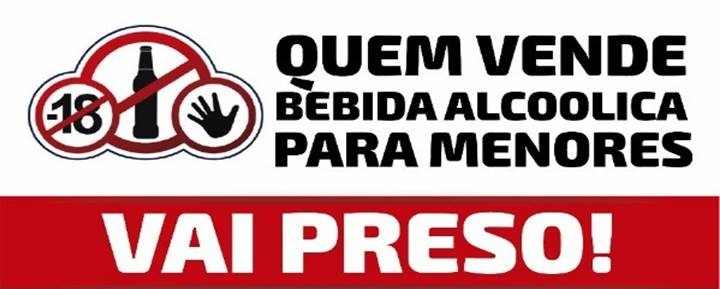 -18
QUEM VENDE
BEBIDA ALCOOLICA
PARA MENORES
VAI PRESO!